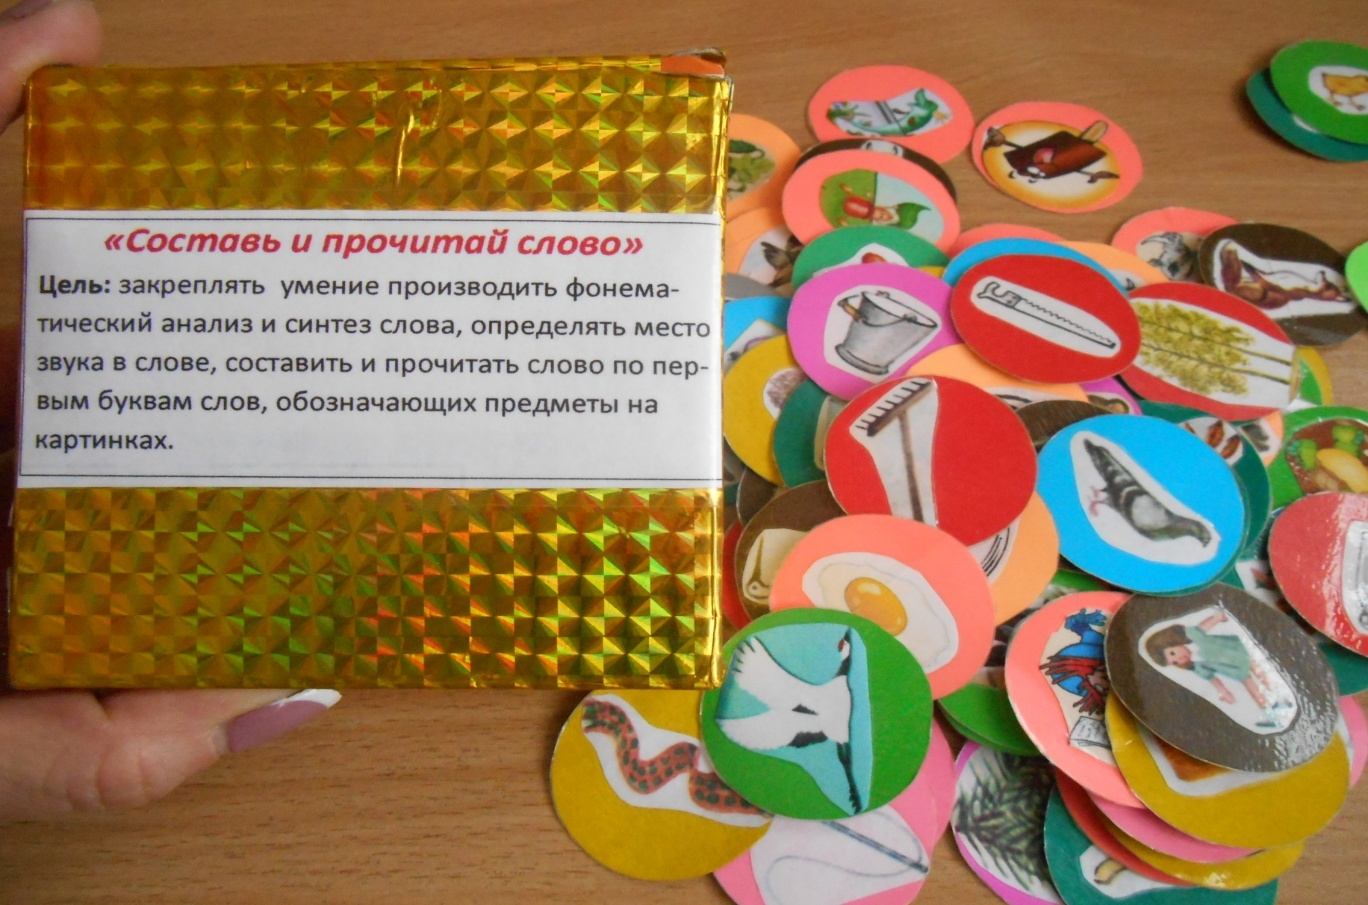 «Составь и прочитай слово»
Цель: закреплять умение производить фонема-
тический анализ и синтез слова, определять место
звука в слове, составить и прочитать слово по пер-
вым буквам слов, обозначающих предметы на
картинках.